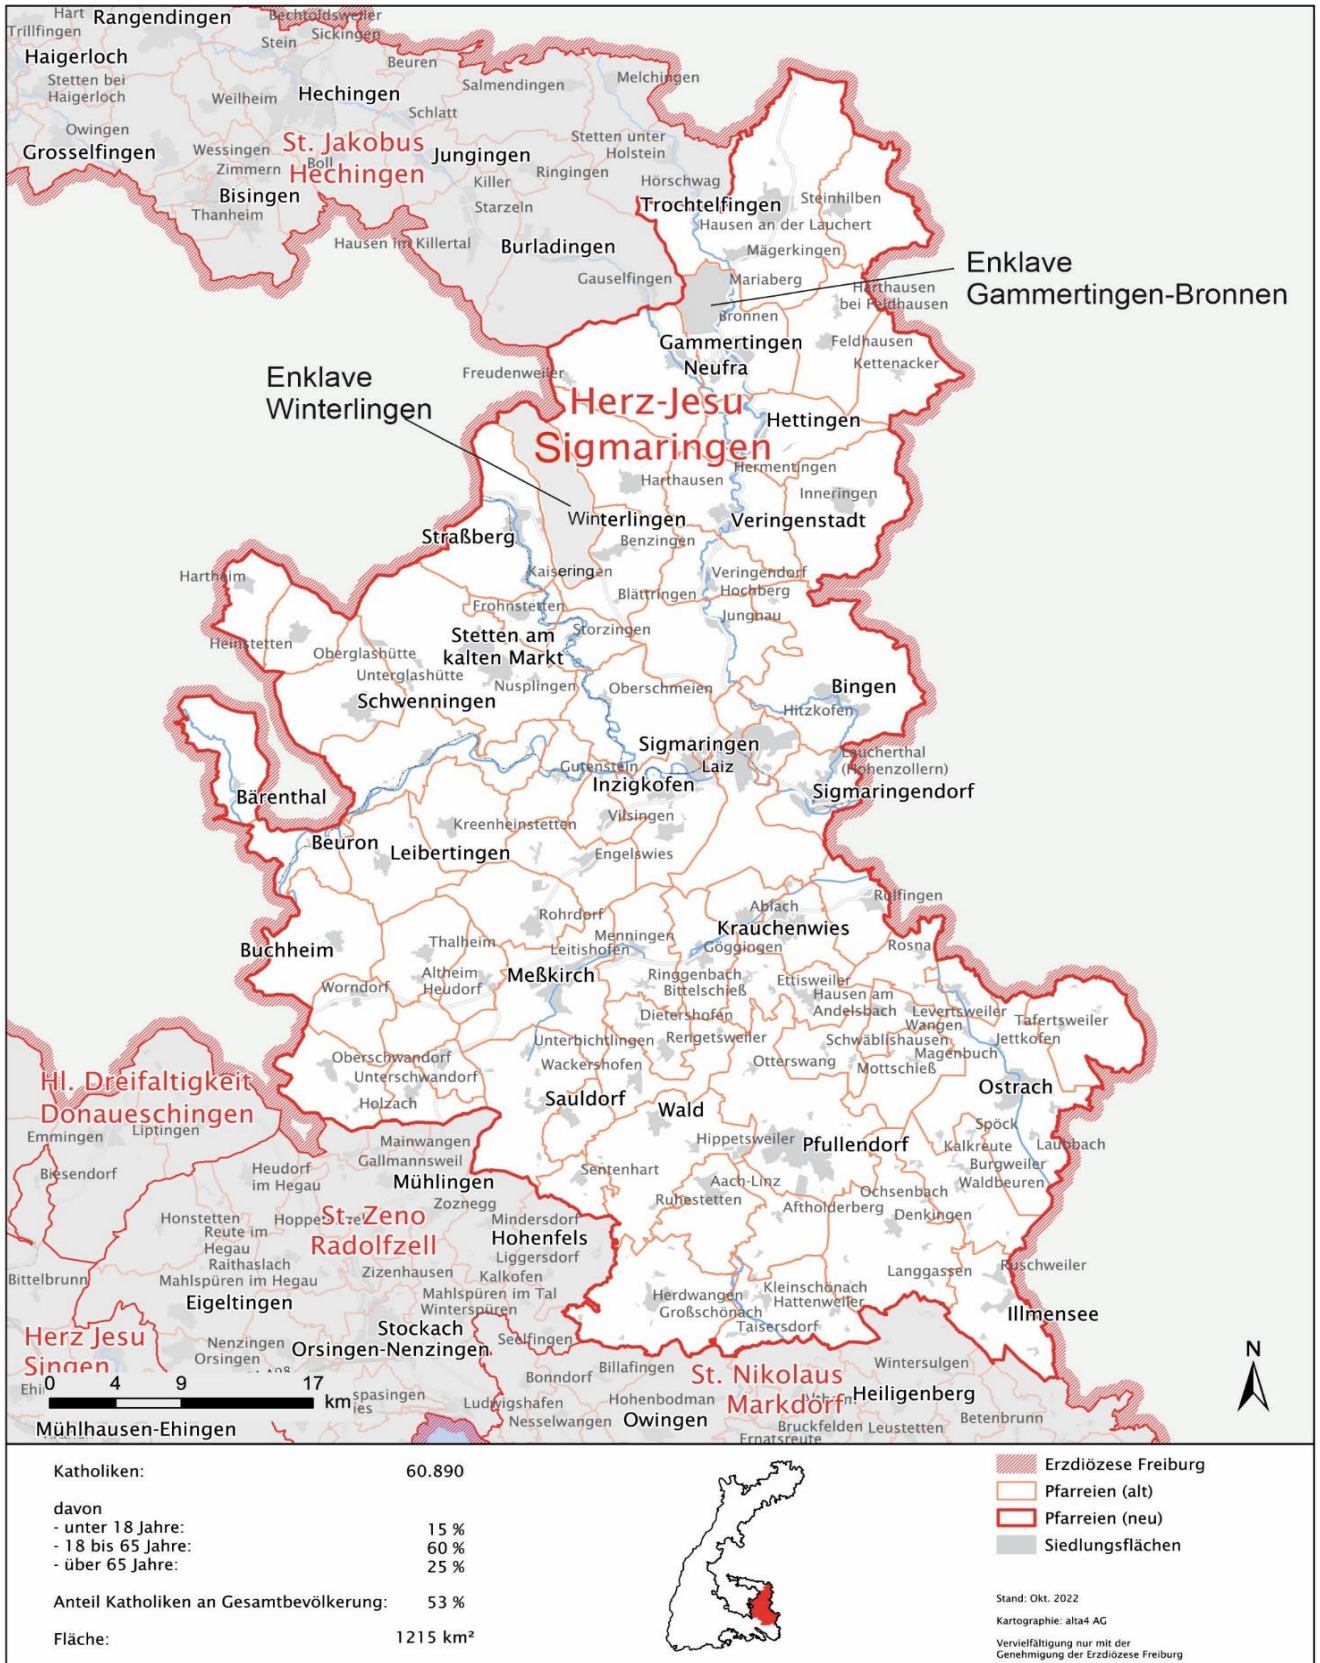 Hart
Rangendingen
Bechtoldsweiler
Trillfingen
Stein
Sickingen
Haigerloch
Beuren
Melchingen
Stetten bei
Haigerloch
Weilheim
Hechingen
Salmendingen
Schlatt
Owingen
Grosselfingen
Wessingen
Zimmern
Boll
St. Jakobus
Hechingen
Jungingen
Stetten unter
Holstein
Killer
Ringingen
Hörschwag
Bisingen
Thanheim
Starzeln
Trochtelfingen
Steinhilben
Hausen an der Lauchert
Hausen im Killertal
Burladingen
Mägerkingen
Gauselfingen
Mariaberg
Harthausen
bei Feldhausen
Enklave
Gammertingen-Bronnen
Bronnen
Gammertingen
Neufra
Feldhausen
Kettenacker
Freudenweiler
Enklave
Winterlingen
Herz-Jesu
Sigmaringen
Hettingen
Hermentingen
Harthausen
Inneringen
Winterlingen
Veringenstadt
Straßberg
Benzingen
Kaiseringen
Veringendorf
Hochberg
Hartheim
Blättringen
Frohnstetten
Jungnau
Storzingen
Stetten am
kalten Markt
Heinstetten
Oberglashütte
Unterglashütte
Nusplingen
Oberschmeien
Bingen
Schwenningen
Hitzkofen
Sigmaringen
Laiz
Laucherthal
(Hohenzollern)
Gutenstein
Inzigkofen
Sigmaringendorf
Bärenthal
Vilsingen
Kreenheinstetten
Beuron
Leibertingen
Engelswies
Rulfingen
Ablach
Rohrdorf
Krauchenwies
Buchheim
Thalheim
Menningen
Leitishofen
Göggingen
Rosna
Altheim
Heudorf
Meßkirch
Ringgenbach
Bittelschieß
Ettisweiler
Worndorf
Hausen am
Andelsbach
Dietershofen
Levertsweiler
Wangen
Tafertsweiler
Unterbichtlingen
Rengetsweiler
Schwäblishausen
Jettkofen
Magenbuch
Oberschwandorf
Wackershofen
Otterswang
Mottschieß
Unterschwandorf
Ostrach
Hl. Dreifaltigkeit
Donaueschingen
Holzach
Sauldorf
Wald
Spöck
Emmingen
Liptingen
Mainwangen
Hippetsweiler
Pfullendorf
Kalkreute
Laubbach
Gallmannsweil
Burgweiler
Biesendorf
Heudorf
im Hegau
Sentenhart
Mühlingen
Aach-Linz
Waldbeuren
Ochsenbach
Zoznegg
Ruhestetten
Aftholderberg
Denkingen
Honstetten
St. Zeno
Radolfzell
Mindersdorf
Reute im
Hegau
Hohenfels
Raithaslach
Liggersdorf
Ruschweiler
Mahlspüren im Hegau
Zizenhausen
Kalkofen
Langgassen
Bittelbrunn
Mahlspüren im Tal
Kleinschönach
Herdwangen
Hattenweiler
Eigeltingen
Winterspüren
Großschönach
Illmensee
Stockach
Taisersdorf
Herz Jesu
Singen
Nenzingen
Orsingen
Orsingen-Nenzingen
Seelfingen
Billafingen
St. Nikolaus
Markdorf
Wintersulgen
Bonndorf
N
0 4 9 17
km
Ludwigshafen
Hohenbodman
Heiligenberg
Nesselwangen
Owingen
Bruckfelden
Leustetten
Betenbrunn
Mühlhausen-Ehingen
Ernatsreute
Katholiken: 60.890
davon
- unter 18 Jahre: 15 %
- 18 bis 65 Jahre: 60 %
- über 65 Jahre: 25 %
Anteil Katholiken an Gesamtbevölkerung: 53 %
Fläche: 1215 km²
Erzdiözese Freiburg
Pfarreien (alt)
Pfarreien (neu)
Siedlungsflächen
Stand: Okt. 2022
Kartographie: alta4 AG
Vervielfältigung nur mit der
Genehmigung der Erzdiözese Freiburg